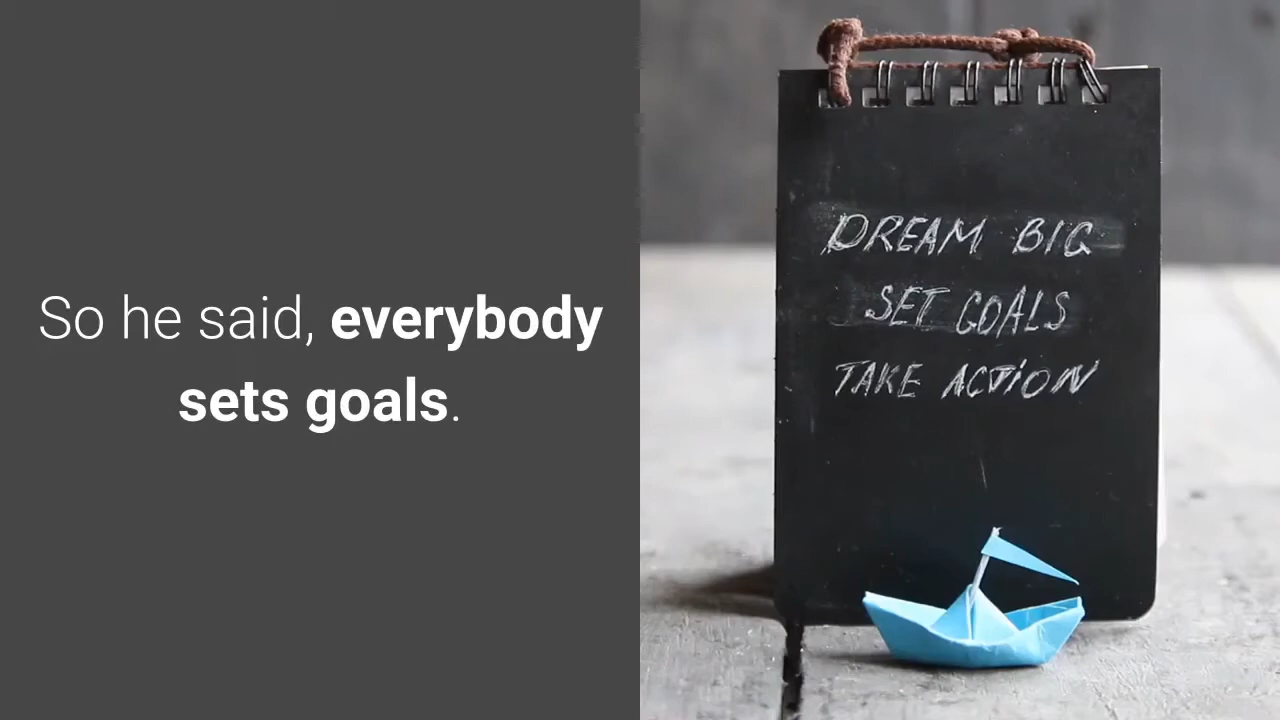 So he said, everybody
sets goals.
DREAM BIG
SET GOALS
TAKE ACTION